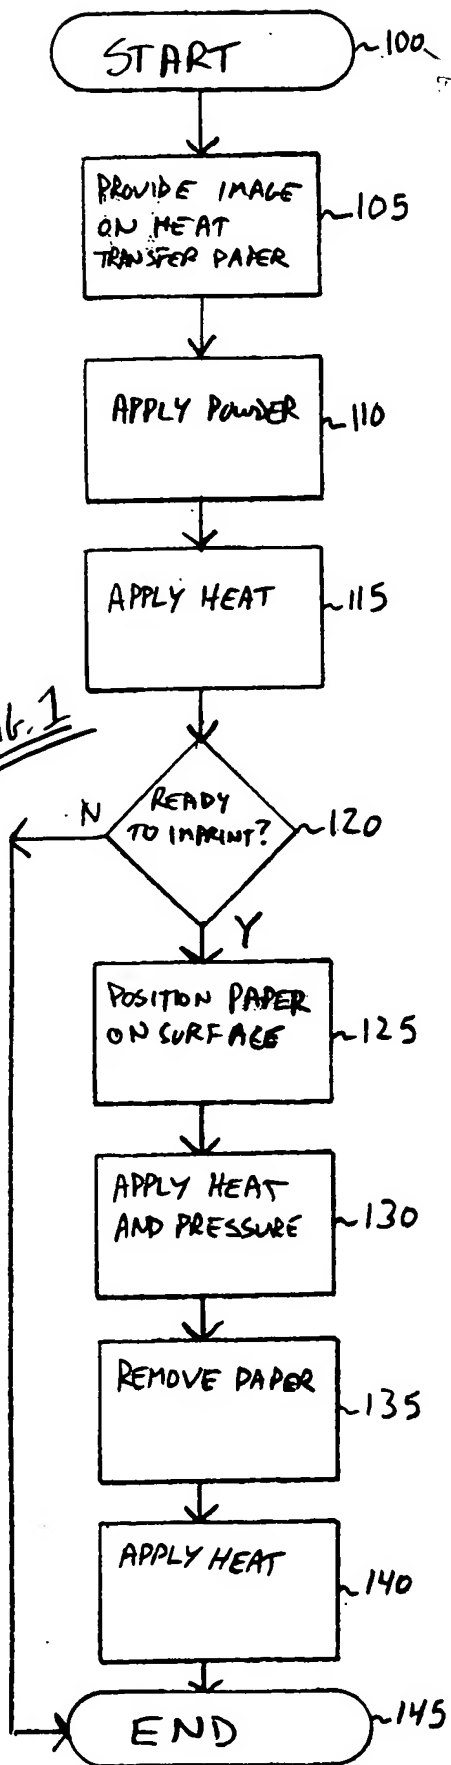 START
100
PROVIDE IMAGE
ON HEAT
TRANSFER PAPER
105
APPLY POWDER
110
APPLY HEAT
115
READY
TO IMPRINT?
120
N
Y
POSITION PAPER
ON SURFACE
125
APPLY HEAT
AND PRESSURE
130
REMOVE PAPER
135
APPLY HEAT
140
END
145